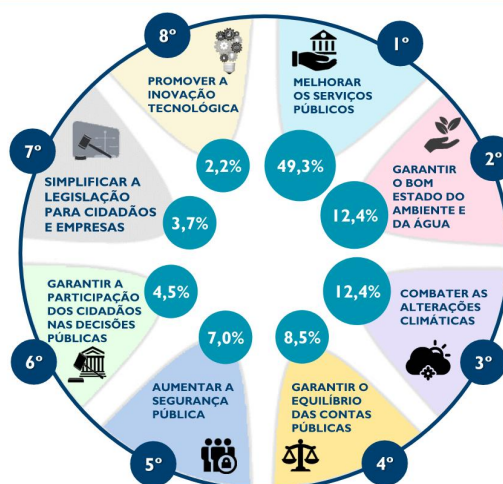 1º
MELHORAR
OS SERVIÇOS
PÚBLICOS
49,3%
2º
GARANTIR
O BOM
ESTADO DO
AMBIENTE E
DA ÁGUA
12,4%
3º
COMBATER AS
ALTERAÇÕES
CLIMÁTICAS
12,4%
4º
GARANTIR O
EQUILÍBRIO
DAS CONTAS
PÚBLICAS
8,5%
5º
AUMENTAR A
SEGURANÇA
PÚBLICA
7,0%
6º
GARANTIR A
PARTICIPAÇÃO
DOS CIDADÃOS
NAS DECISÕES
PÚBLICAS
4,5%
7º
SIMPLIFICAR A
LEGISLAÇÃO
PARA CIDADÃOS
E EMPRESAS
3,7%
8º
PROMOVER A
INOVAÇÃO
TECNOLÓGICA
2,2%